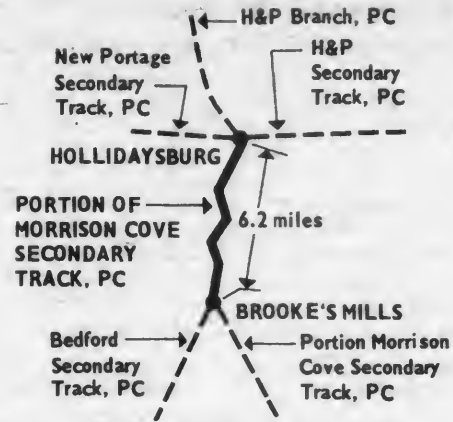 H&P Branch, PC
New Portage
Secondary
Track, PC
H&P
Secondary
Track, PC
HOLLIDAYSBURG
PORTION OF
MORRISON COVE
SECONDARY
TRACK, PC
6.2 miles
BROOKE'S MILLS
Bedford
Secondary
Track, PC
Portion Morrison
Cove Secondary
Track, PC